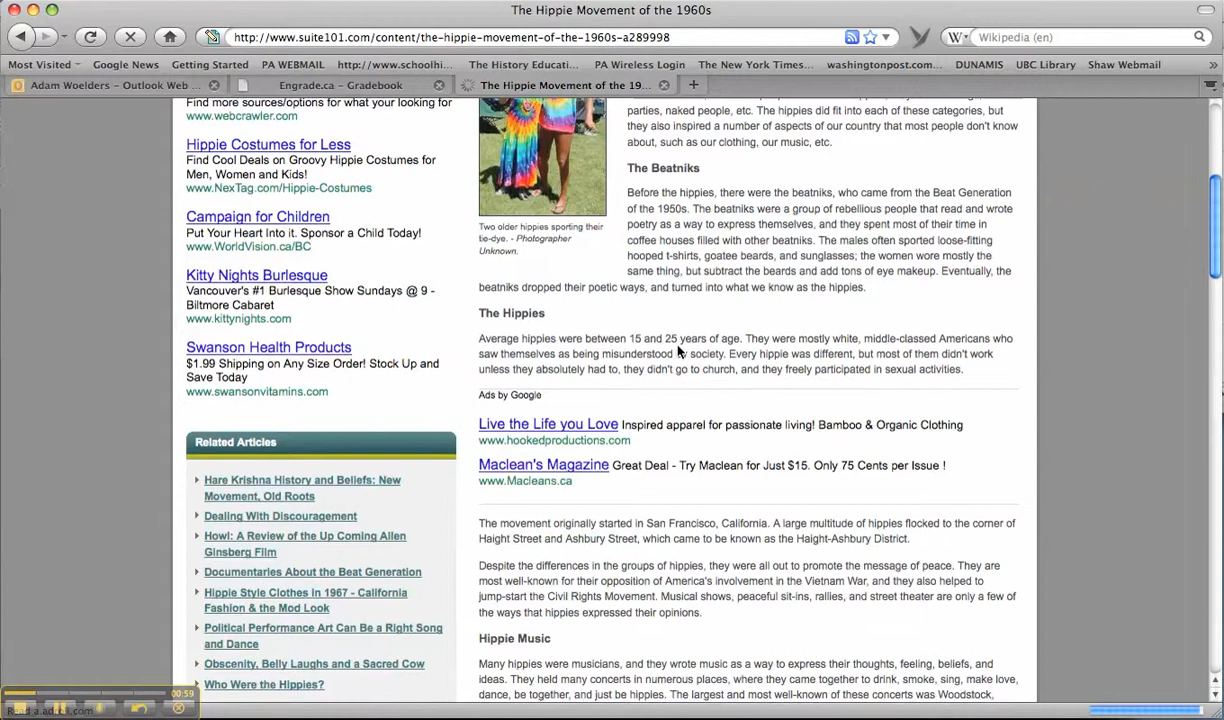 The Hippie Movement of the 1960s
http://www.suite101.com/content/the-hippie-movement-of-the-1960s-a289998
Wikipedia (en)
Most Visited Google News Getting Started PA WEBMAIL http://www.schoolhi... The History Educati... PA Wireless Login The New York Times... washingtonpost.com... DUNAMIS UBC Library Shaw Webmail
Adam Woelders – Outlook Web ... Engrade.ca – Gradebook The Hippie Movement of the 19...
Find more sources/options for what your looking for
www.webcrawler.com
Hippie Costumes for Less
Find Cool Deals on Groovy Hippie Costumes for
Men, Women and Kids!
www.NexTag.com/Hippie-Costumes
Campaign for Children
Put Your Heart Into it. Sponsor a Child Today!
www.WorldVision.ca/BC
Kitty Nights Burlesque
Vancouver's #1 Burlesque Show Sundays @ 9 -
Biltmore Cabaret
www.kittynights.com
Swanson Health Products
$1.99 Shipping on Any Size Order! Stock Up and
Save Today
www.swansonvitamins.com
Related Articles
Hare Krishna History and Beliefs: New
Movement, Old Roots
Dealing With Discouragement
Howl: A Review of the Up Coming Allen
Ginsberg Film
Documentaries About the Beat Generation
Hippie Style Clothes in 1967 - California
Fashion & the Mod Look
Political Performance Art Can Be a Right Song
and Dance
Obscenity, Belly Laughs and a Sacred Cow
Who Were the Hippies?
Two older hippies sporting their
tie-dye. - Photographer
Unknown.
parties, naked people, etc. The hippies did fit into each of these categories, but
they also inspired a number of aspects of our country that most people don't know
about, such as our clothing, our music, etc.
The Beatniks
Before the hippies, there were the beatniks, who came from the Beat Generation
of the 1950s. The beatniks were a group of rebellious people that read and wrote
poetry as a way to express themselves, and they spent most of their time in
coffee houses filled with other beatniks. The males often sported loose-fitting
hooped t-shirts, goatee beards, and sunglasses; the women wore mostly the
same thing, but subtract the beards and add tons of eye makeup. Eventually, the
beatniks dropped their poetic ways, and turned into what we know as the hippies.
The Hippies
Average hippies were between 15 and 25 years of age. They were mostly white, middle-classed Americans who
saw themselves as being misunderstood by society. Every hippie was different, but most of them didn't work
unless they absolutely had to, they didn't go to church, and they freely participated in sexual activities.
Ads by Google
Live the Life you Love Inspired apparel for passionate living! Bamboo & Organic Clothing
www.hookedproductions.com
Maclean's Magazine Great Deal - Try Maclean for Just $15. Only 75 Cents per Issue !
www.Macleans.ca
The movement originally started in San Francisco, California. A large multitude of hippies flocked to the corner of
Haight Street and Ashbury Street, which came to be known as the Haight-Ashbury District.
Despite the differences in the groups of hippies, they were all out to promote the message of peace. They are
most well-known for their opposition of America's involvement in the Vietnam War, and they also helped to
jump-start the Civil Rights Movement. Musical shows, peaceful sit-ins, rallies, and street theater are only a few of
the ways that hippies expressed their opinions.
Hippie Music
Many hippies were musicians, and they wrote music as a way to express their thoughts, feeling, beliefs, and
ideas. They held many concerts in numerous places, where they came together to drink, smoke, sing, make love,
dance, be together, and just be hippies. The largest and most well-known of these concerts was Woodstock,
00:59